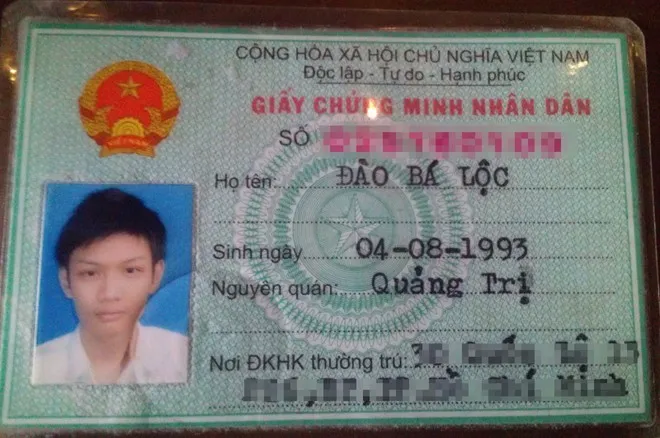 CỘNG HÒA XÃ HỘI CHỦ NGHĨA VIỆT NAM
Độc lập - Tự do - Hạnh phúc
GIẤY CHỨNG MINH NHÂN DÂN
SỐ
Họ tên: ĐÀO BÁ LỘC
Sinh ngày 04-08-1993
Nguyên quán: Quảng Trị
Nơi ĐKHK thường trú:
VIỆT NAM